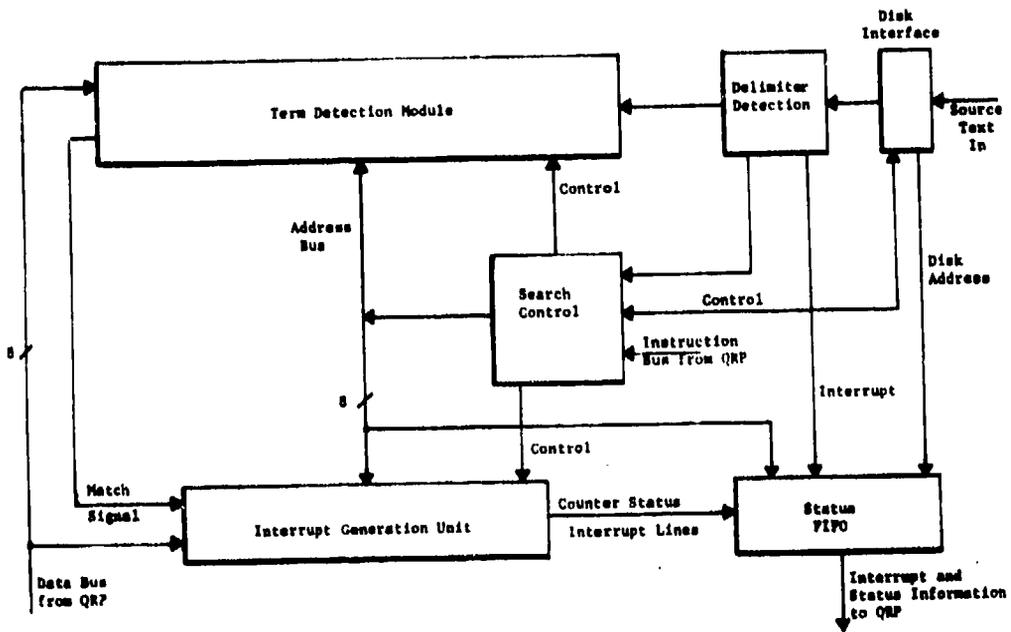 Disk
Interface
Term Detection Module
Delimiter
Detection
Source
Text
In
Control
Address
Bus
Disk
Address
Search
Control
Control
Instruction
Bus from QRP
8
8
Interrupt
Control
Match
Signal
Interrupt Generation Unit
Counter Status
Interrupt Lines
Status
FIFO
Data Bus
from QRP
Interrupt and
Status Information
to QRP